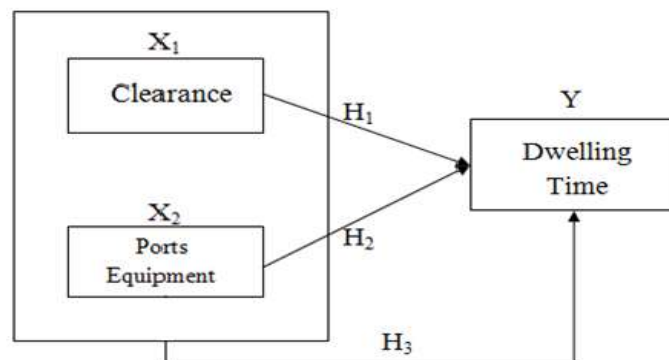 X₁
Clearance
H₁
Y
Dwelling
Time
X₂
Ports
Equipment
H₂
H₃